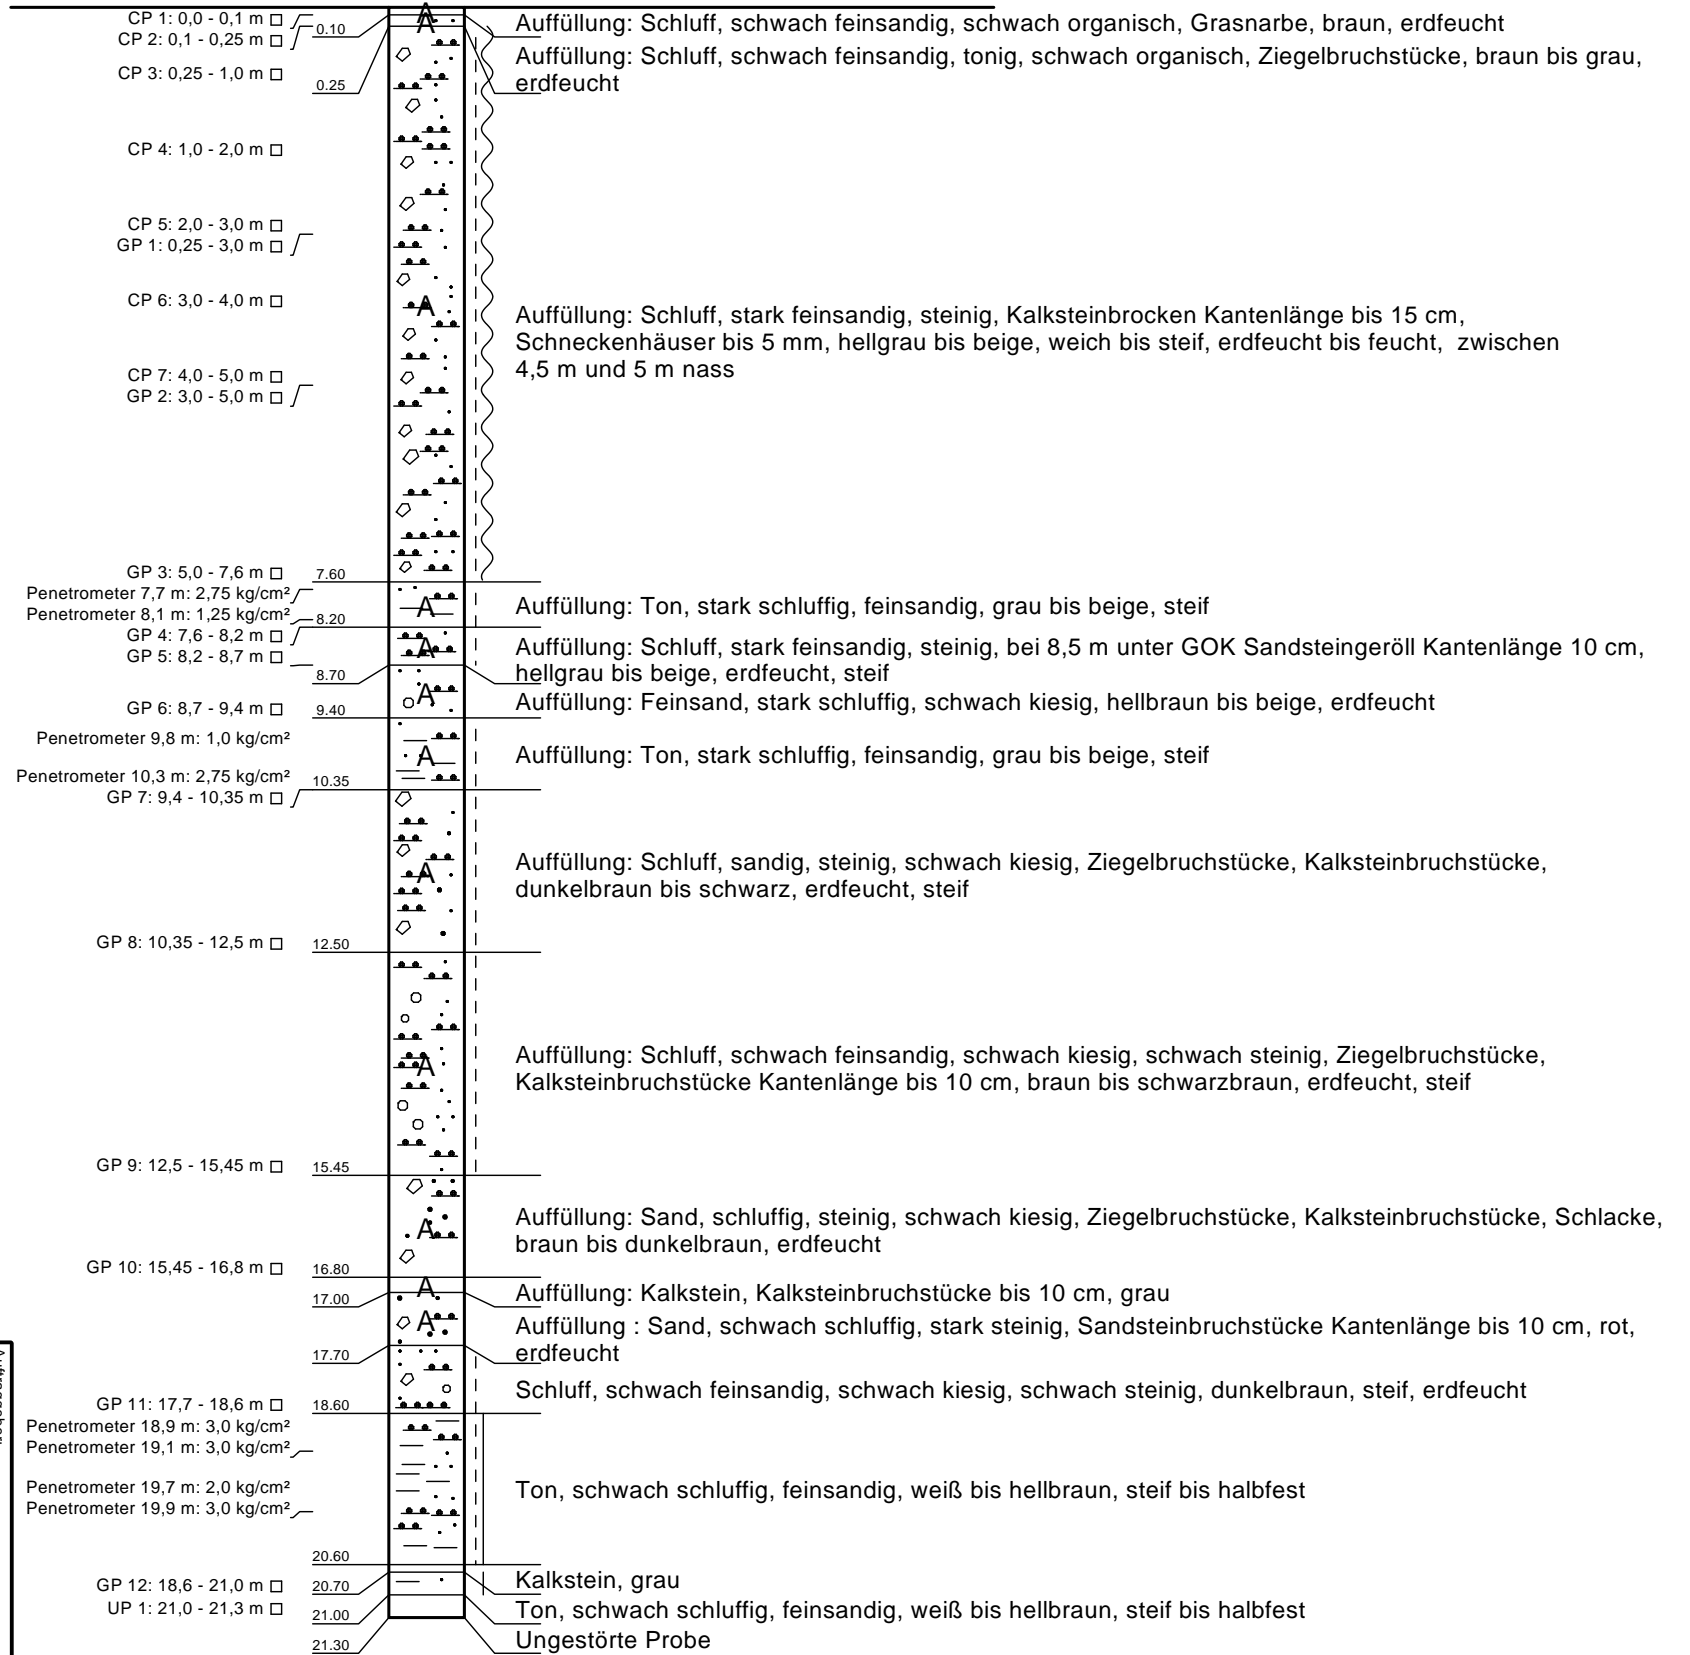 CP 1: 0,0 - 0,1 m
CP 2: 0,1 - 0,25 m
0.10
A
A
Auffüllung: Schluff, schwach feinsandig, schwach organisch, Grasnarbe, braun, erdfeucht
CP 3: 0,25 - 1,0 m
0.25
Auffüllung: Schluff, schwach feinsandig, tonig, schwach organisch, Ziegelbruchstücke, braun bis grau,
erdfeucht
CP 4: 1,0 - 2,0 m
CP 5: 2,0 - 3,0 m
GP 1: 0,25 - 3,0 m
CP 6: 3,0 - 4,0 m
A
Auffüllung: Schluff, stark feinsandig, steinig, Kalksteinbrocken Kantenlänge bis 15 cm,
Schneckenhäuser bis 5 mm, hellgrau bis beige, weich bis steif, erdfeucht bis feucht, zwischen
4,5 m und 5 m nass
CP 7: 4,0 - 5,0 m
GP 2: 3,0 - 5,0 m
GP 3: 5,0 - 7,6 m
7.60
Penetrometer 7,7 m: 2,75 kg/cm²
Penetrometer 8,1 m: 1,25 kg/cm²
A
Auffüllung: Ton, stark schluffig, feinsandig, grau bis beige, steif
8.20
GP 4: 7,6 - 8,2 m
GP 5: 8,2 - 8,7 m
A
Auffüllung: Schluff, stark feinsandig, steinig, bei 8,5 m unter GOK Sandsteingeröll Kantenlänge 10 cm,
hellgrau bis beige, erdfeucht, steif
8.70
GP 6: 8,7 - 9,4 m
9.40
A
Auffüllung: Feinsand, stark schluffig, schwach kiesig, hellbraun bis beige, erdfeucht
Penetrometer 9,8 m: 1,0 kg/cm²
A
Auffüllung: Ton, stark schluffig, feinsandig, grau bis beige, steif
Penetrometer 10,3 m: 2,75 kg/cm²
10.35
GP 7: 9,4 - 10,35 m
A
Auffüllung: Schluff, sandig, steinig, schwach kiesig, Ziegelbruchstücke, Kalksteinbruchstücke,
dunkelbraun bis schwarz, erdfeucht, steif
GP 8: 10,35 - 12,5 m
12.50
A
Auffüllung: Schluff, schwach feinsandig, schwach kiesig, schwach steinig, Ziegelbruchstücke,
Kalksteinbruchstücke Kantenlänge bis 10 cm, braun bis schwarzbraun, erdfeucht, steif
GP 9: 12,5 - 15,45 m
15.45
A
Auffüllung: Sand, schluffig, steinig, schwach kiesig, Ziegelbruchstücke, Kalksteinbruchstücke, Schlacke,
braun bis dunkelbraun, erdfeucht
GP 10: 15,45 - 16,8 m
16.80
A
Auffüllung: Kalkstein, Kalksteinbruchstücke bis 10 cm, grau
17.00
A
Auffüllung : Sand, schwach schluffig, stark steinig, Sandsteinbruchstücke Kantenlänge bis 10 cm, rot,
erdfeucht
17.70
Schluff, schwach feinsandig, schwach kiesig, schwach steinig, dunkelbraun, steif, erdfeucht
GP 11: 17,7 - 18,6 m
18.60
Penetrometer 18,9 m: 3,0 kg/cm²
Penetrometer 19,1 m: 3,0 kg/cm²
Penetrometer 19,7 m: 2,0 kg/cm²
Penetrometer 19,9 m: 3,0 kg/cm²
Ton, schwach schluffig, feinsandig, weiß bis hellbraun, steif bis halbfest
20.60
Kalkstein, grau
GP 12: 18,6 - 21,0 m
20.70
UP 1: 21,0 - 21,3 m
21.00
Ton, schwach schluffig, feinsandig, weiß bis hellbraun, steif bis halbfest
21.30
Ungestörte Probe